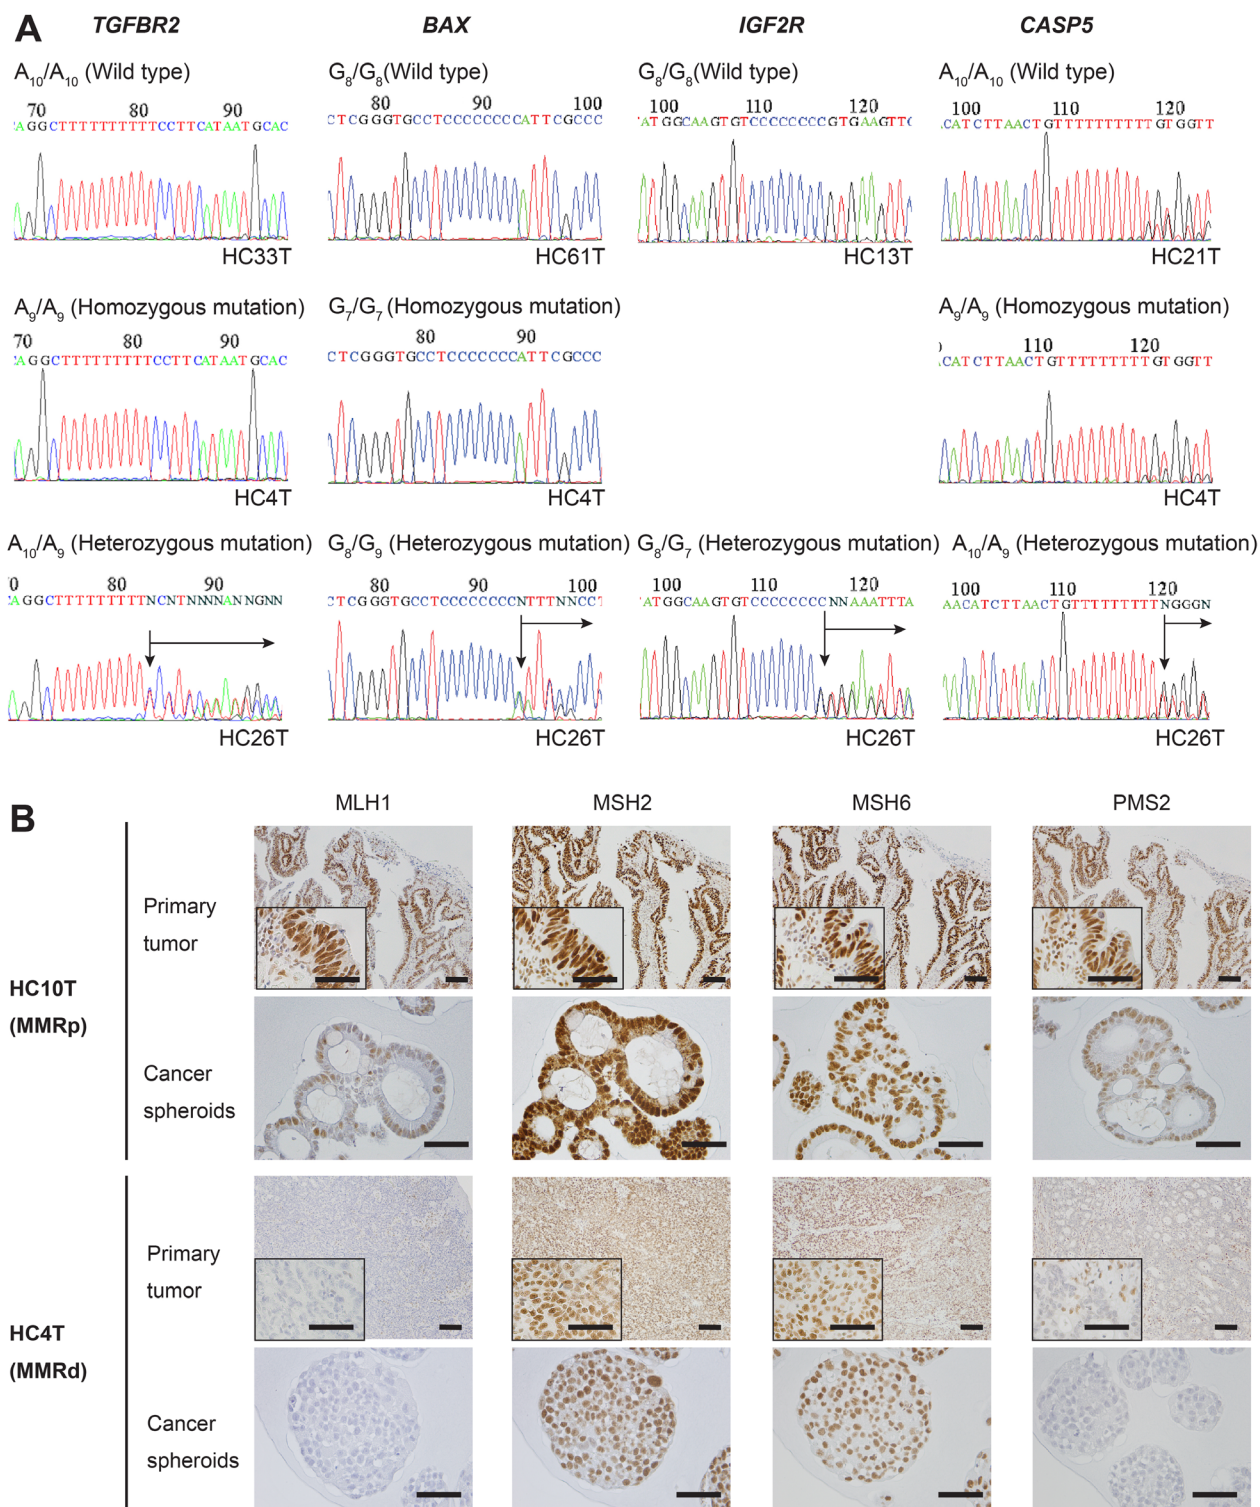 A
TGFBR2 BAX IGF2R CASP5
A10/A10 (Wild type) G8/G8(Wild type) G8/G8(Wild type) A10/A10 (Wild type)
70 80 90 80 90 100 100 110 120 100 110 120
AGGCTTTTTTTTTTCCTTCATAATGCAC CTCGGGTGCCTCCCCCCCCATTCGCCC ATGGCAAGTGTCCCCCCCCGTGAAGTT CATCTTAACTGTTTTTTTTTTGTGGTT
HC33T HC61T HC13T HC21T
A9/A9 (Homozygous mutation) G7/G7 (Homozygous mutation) A9/A9 (Homozygous mutation)
70 80 90 80 90 110 120
AGGCTTTTTTTTTCCTTCATAATGCAC CTCGGGTGCCTCCCCCCCATTCGCCC CATCTTAACTGTTTTTTTTTGTGGTT
HC4T HC4T HC4T
A10/A9 (Heterozygous mutation) G8/G9 (Heterozygous mutation) G8/G7 (Heterozygous mutation) A10/A9 (Heterozygous mutation)
0 80 90 80 90 100 100 110 120 100 110 120
HC26T HC26T HC26T HC26T
B
MLH1 MSH2 MSH6 PMS2
HC10T
(MMRp)
Primary
tumor
Cancer
spheroids
HC4T
(MMRd)
Primary
tumor
Cancer
spheroids